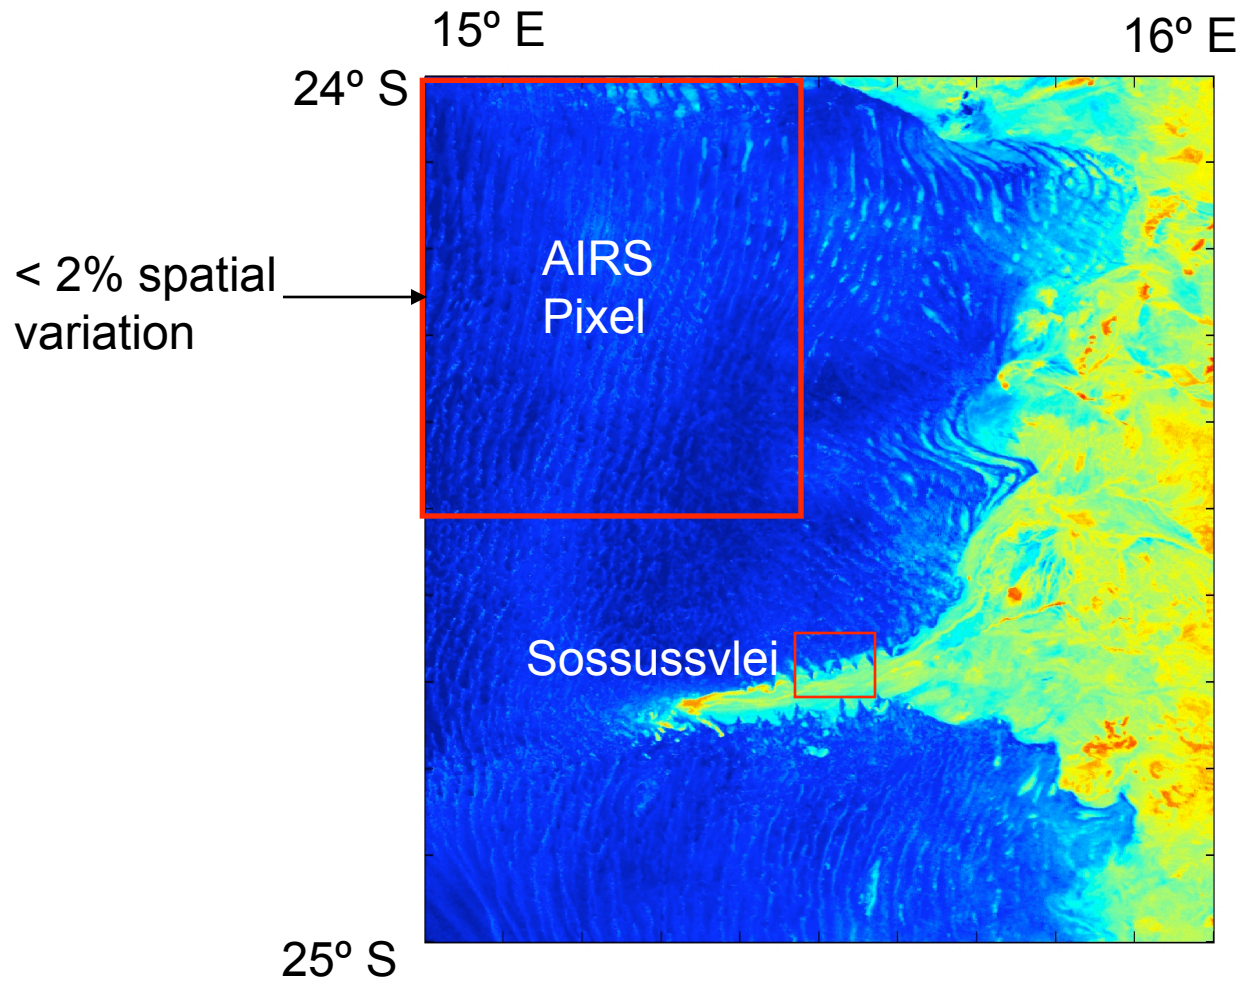 15º E
16º E
24º S
AIRS
Pixel
< 2% spatial
variation
Sossussvlei
25º S